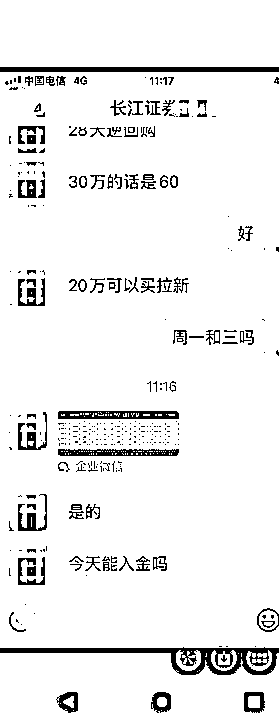 中国电信 4G 11:17 4
4 长江证券
28天逆回购
30万的话是60
好
20万可以买拉新
周一和三吗
11:16
企业微信
是的
今天能入金吗